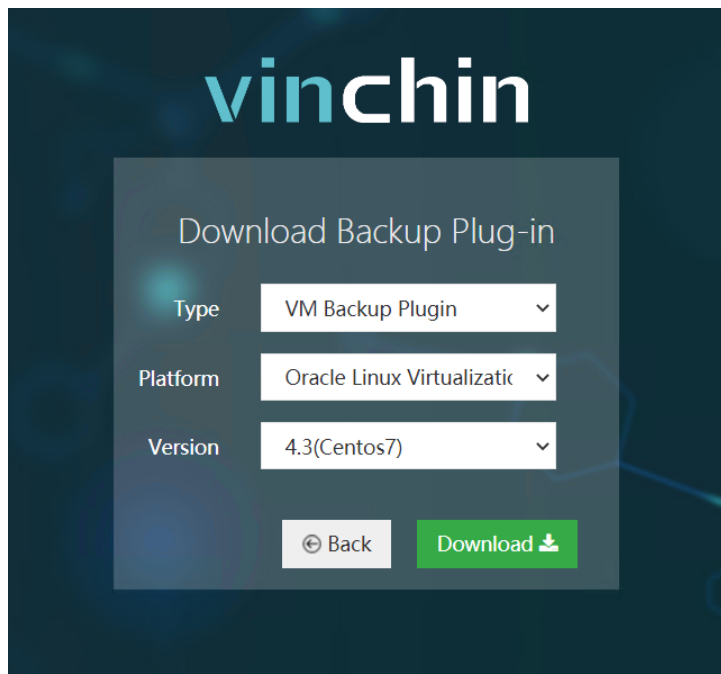 vinchin
Download Backup Plug-in
Type VM Backup Plugin
Platform Oracle Linux Virtualizatic
Version 4.3(Centos7)
Back Download